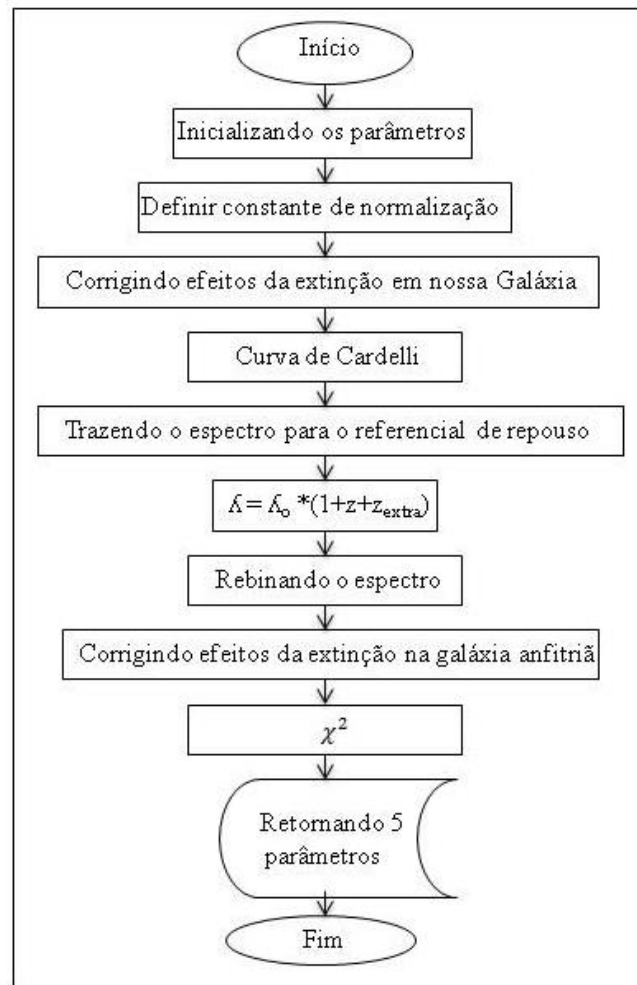 Início
Inicializando os parâmetros
Definir constante de normalização
Corrigindo efeitos da extinção em nossa Galáxia
Curva de Cardelli
Trazendo o espectro para o referencial de repouso
ʎ = ʎₒ *(1+z+z_extra)
Rebinando o espectro
Corrigindo efeitos da extinção na galáxia anfitriã
χ²
Retornando 5
parâmetros
Fim